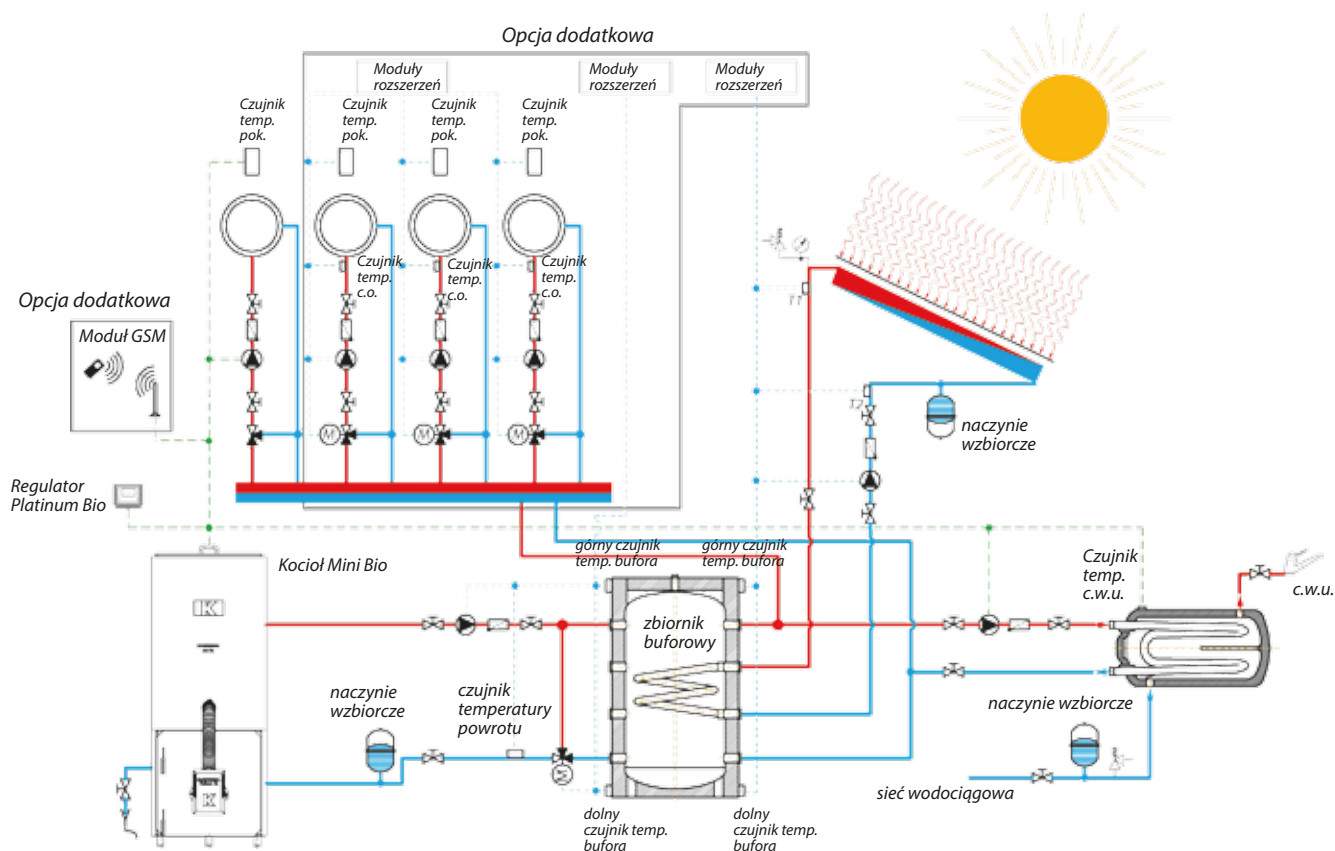 Opcja dodatkowa
Moduły
rozszerzeń
Moduły
rozszerzeń
Moduły
rozszerzeń
Czujnik
temp.
pok.
Czujnik
temp.
pok.
Czujnik
temp.
pok.
Czujnik
temp.
pok.
Czujnik
temp.
c.o.
Czujnik
temp.
c.o.
Czujnik
temp.
c.o.
T1
Opcja dodatkowa
Moduł GSM
T2
naczynie
wzbiorcze
M
M
M
Regulator
Platinum Bio
Kocioł Mini Bio
górny czujnik
temp. bufora
górny czujnik
temp. bufora
Czujnik
temp.
c.w.u.
c.w.u.
K
zbiornik
buforowy
naczynie
wzbiorcze
czujnik
temperatury
powrotu
naczynie wzbiorcze
M
K
sieć wodociągowa
dolny
czujnik temp.
bufora
dolny
czujnik temp.
bufora